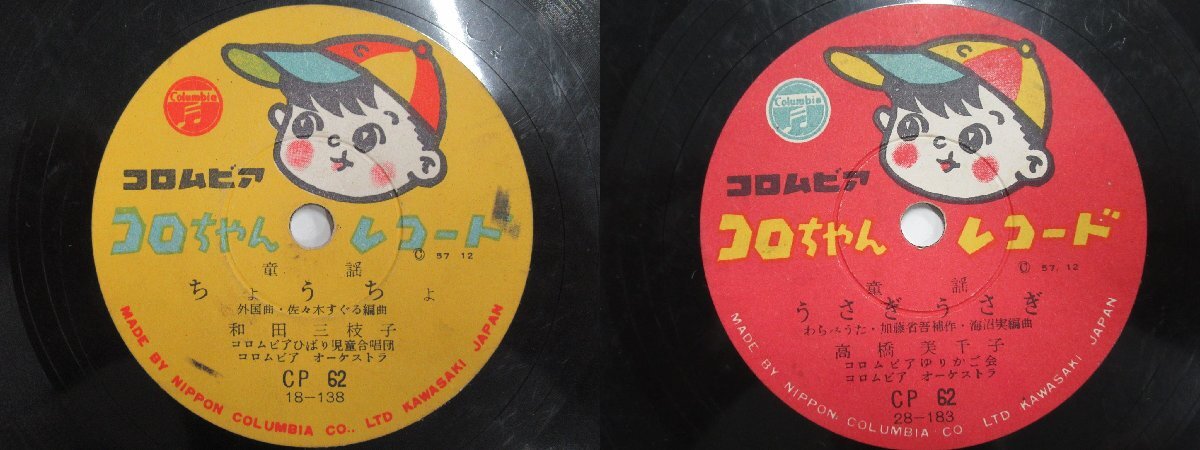 Columbia
コロムビア
コロちゃん レコード
© 57 12
童謡
ちょうちょ
外国曲・佐々木すぐる編曲
和田三枝子
コロムビアひばり児童合唱団
コロムビア オーケストラ
CP 62
18-138
MADE BY NIPPON COLUMBIA CO., LTD KAWASAKI JAPAN
Columbia
コロムビア
コロちゃん レコード
© 57. 12
童謡
うさぎうさぎ
わらべうた・加藤省吾補作・海沼実編曲
高橋美千子
コロムビアゆりかご会
コロムビア オーケストラ
CP 62
28-183
MADE BY NIPPON. COLUMBIA CO LTD KAWASAKI JAPAN